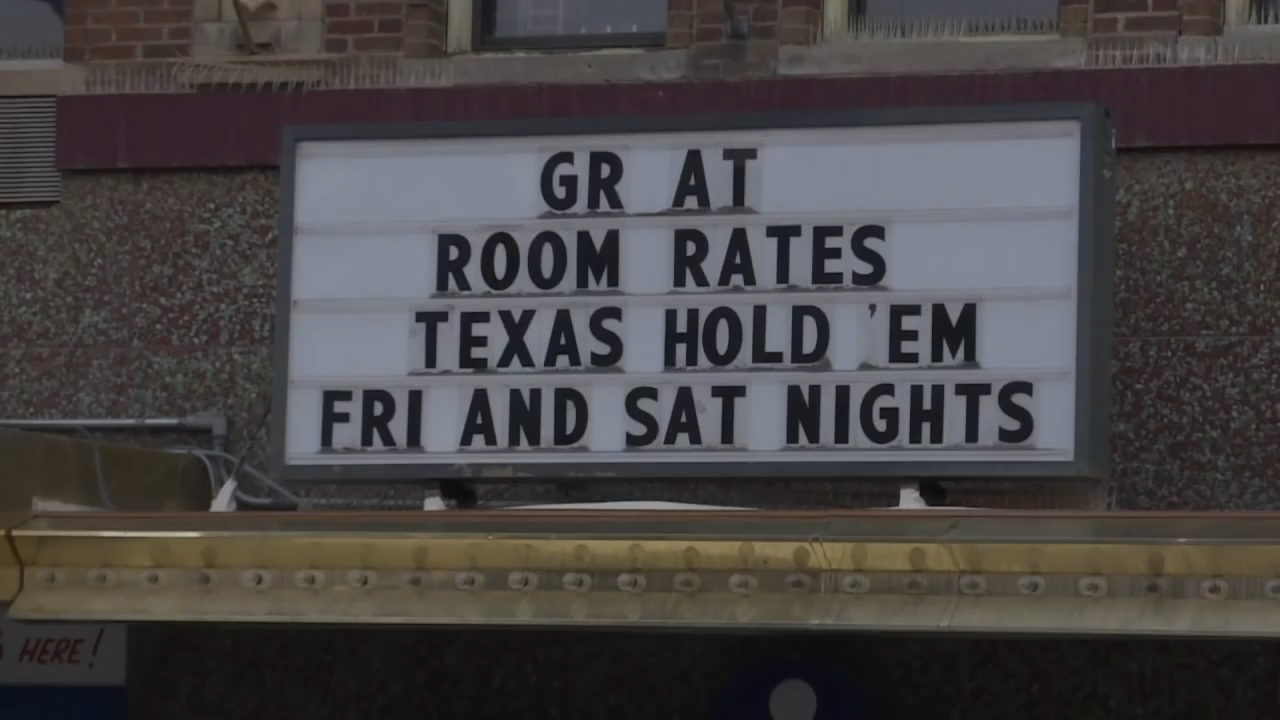 GR AT
ROOM RATES
TEXAS HOLD 'EM
FRI AND SAT NIGHTS
HERE!